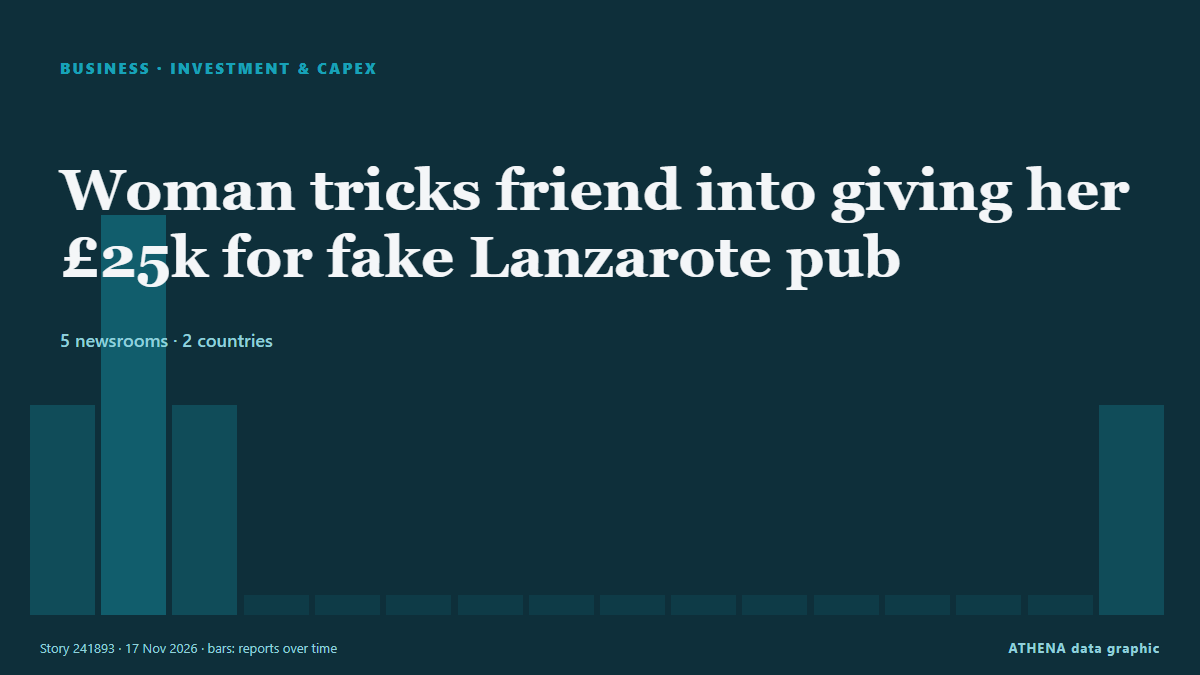 BUSINESS · INVESTMENT & CAPEX
Woman tricks friend into giving her
£25k for fake Lanzarote pub
5 newsrooms · 2 countries
Story 241893 · 17 Nov 2026 · bars: reports over time
ATHENA data graphic